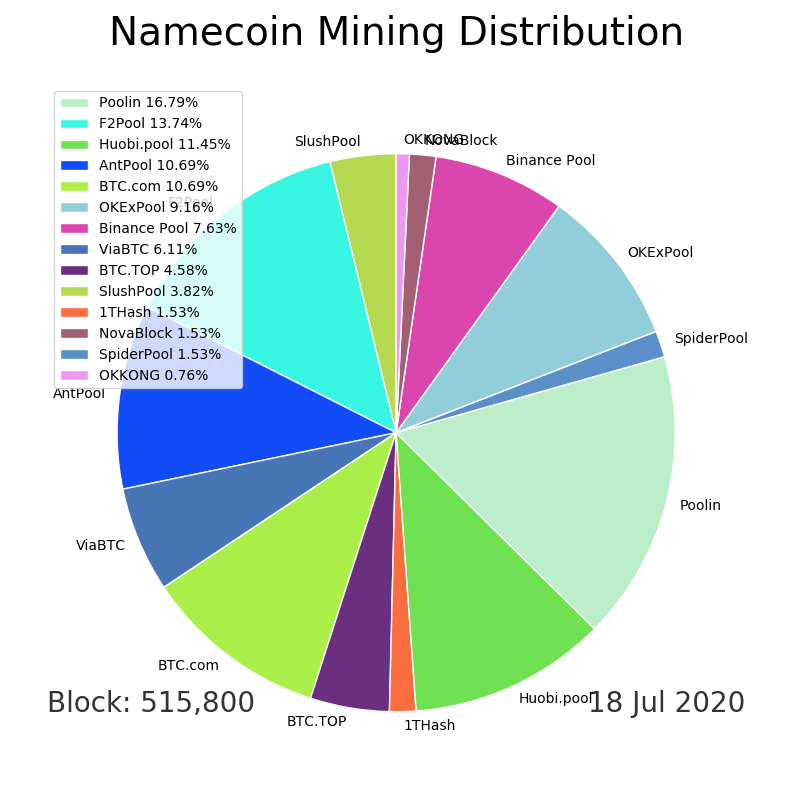 Namecoin Mining Distribution
Poolin 16.79%
F2Pool 13.74%
Huobi.pool 11.45%
AntPool 10.69%
BTC.com 10.69%
OKExPool 9.16%
Binance Pool 7.63%
ViaBTC 6.11%
BTC.TOP 4.58%
SlushPool 3.82%
1THash 1.53%
NovaBlock 1.53%
SpiderPool 1.53%
OKKONG 0.76%
SlushPool
OKKONG
NovaBlock
Binance Pool
OKExPool
SpiderPool
Poolin
Huobi.pool
1THash
BTC.TOP
BTC.com
ViaBTC
AntPool
F2Pool
Block: 515,800
18 Jul 2020